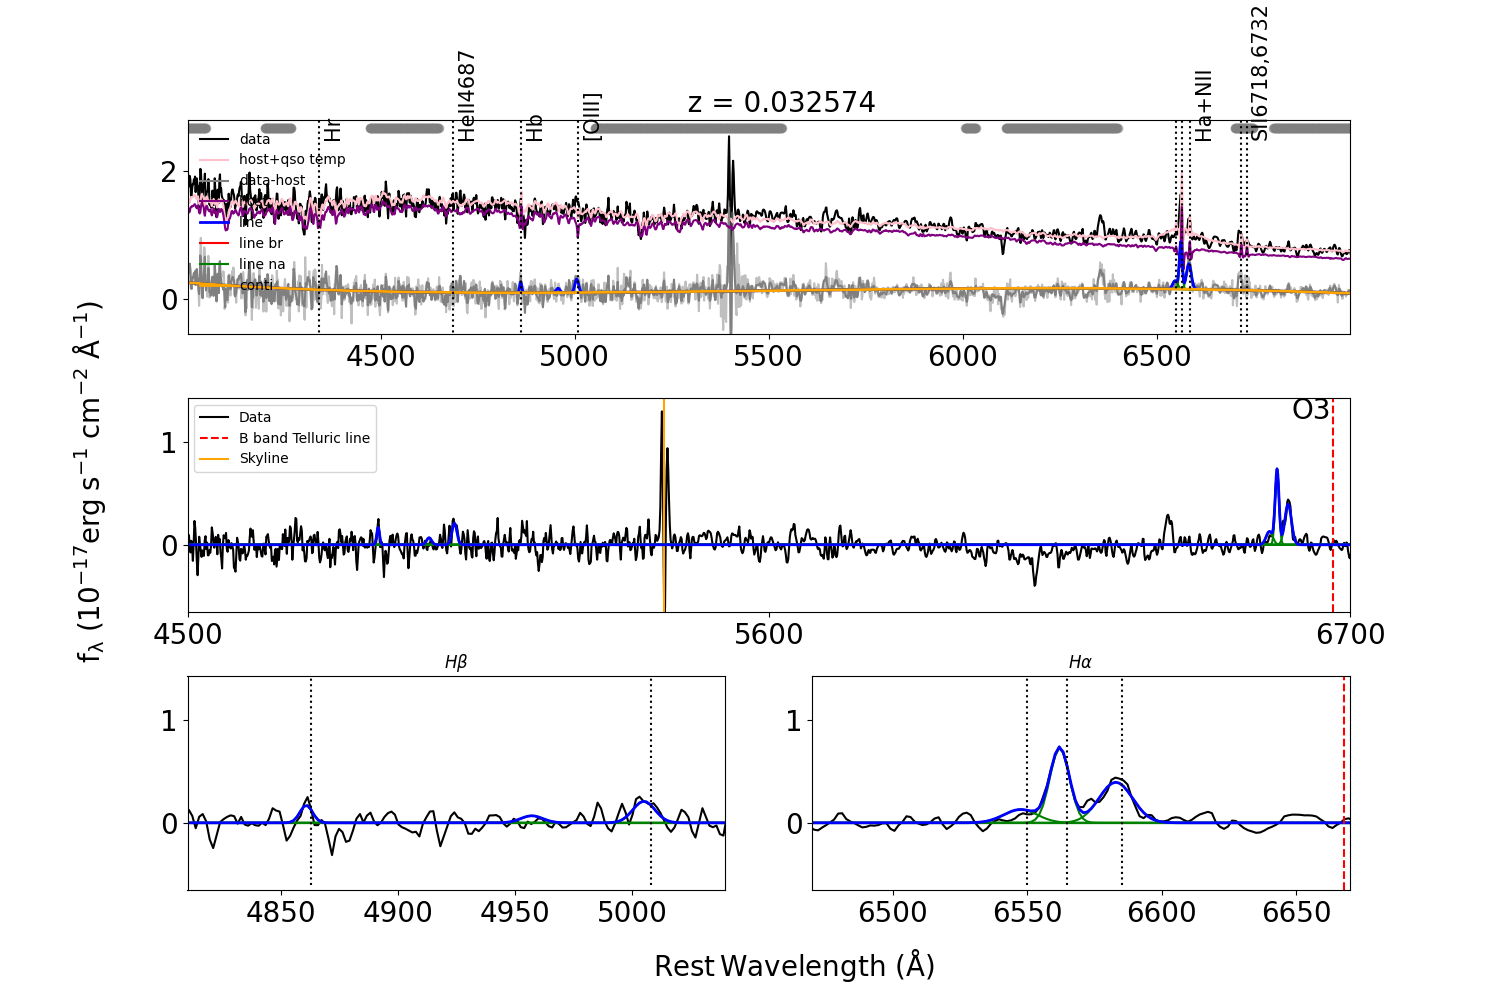 z = 0.032574
Hr
HeII4687
Hb
[OIII]
Ha+NII
SII6718,6732
data
host+qso temp
data-host
line
line br
line na
conti
2
0
4500 5000 5500 6000 6500
f_λ (10^−17 erg s^−1 cm^−2 Å^−1)
Data
B band Telluric line
Skyline
O3
1
0
4500 5600 6700
Hβ
1
0
4850 4900 4950 5000
Hα
1
0
6500 6550 6600 6650
Rest Wavelength (Å)